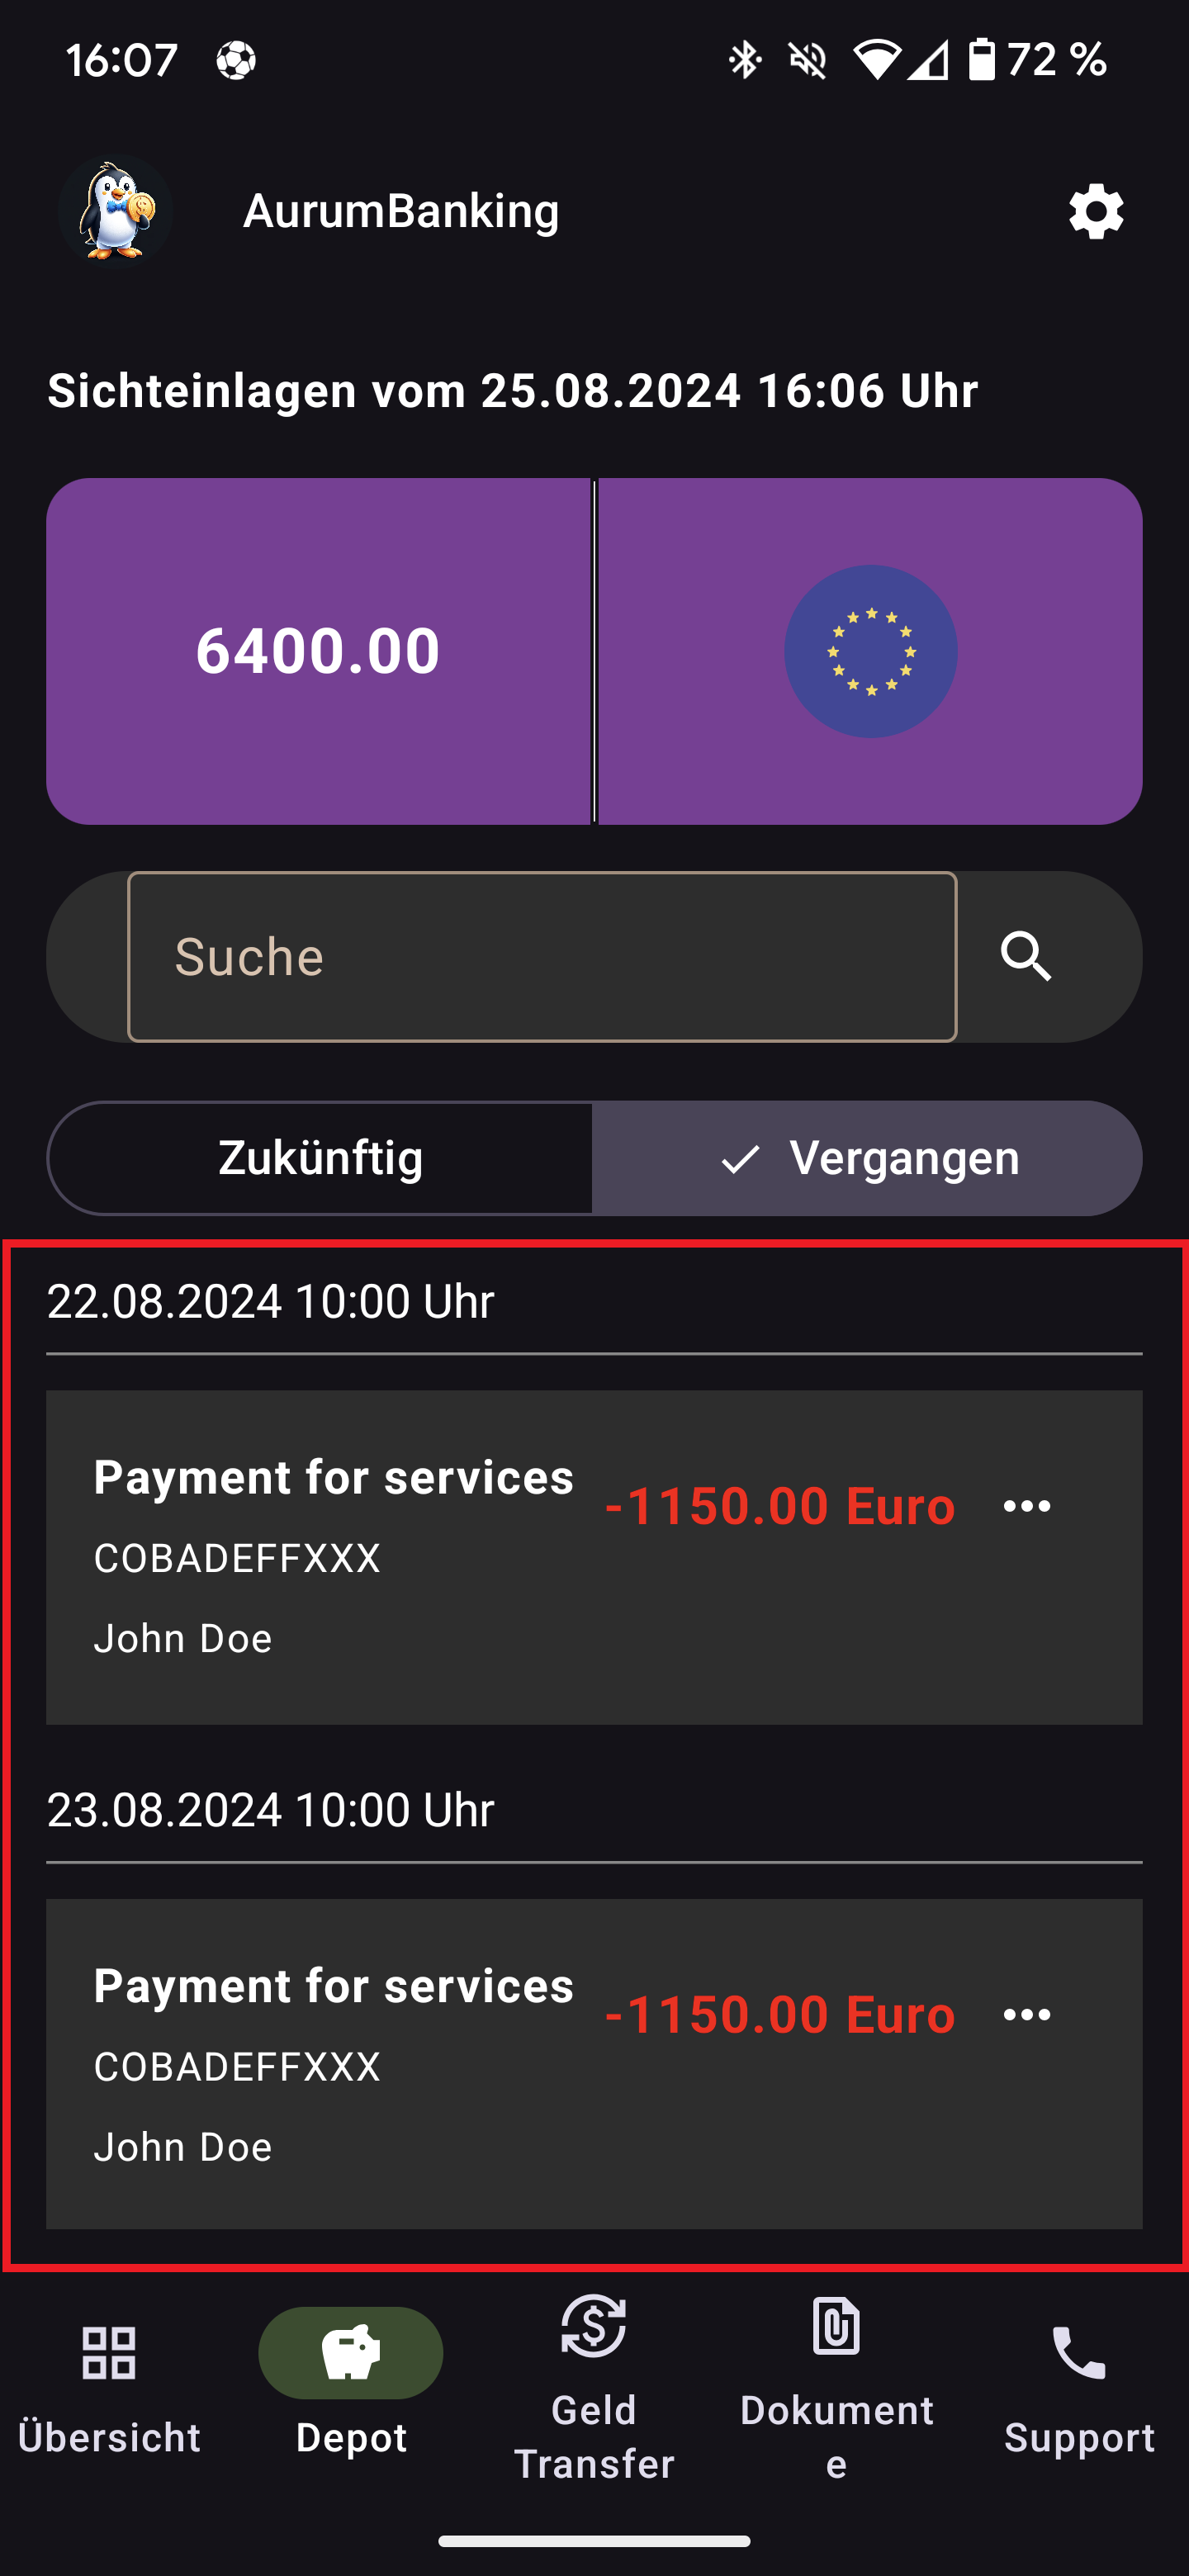 16:07
72 %
AurumBanking
Sichteinlagen vom 25.08.2024 16:06 Uhr
6400.00
Suche
Zukünftig
Vergangen
22.08.2024 10:00 Uhr
Payment for services
-1150.00 Euro
COBADEFFXXX
John Doe
23.08.2024 10:00 Uhr
Payment for services
-1150.00 Euro
COBADEFFXXX
John Doe
Übersicht
Depot
Geld
Transfer
Dokument
e
Support